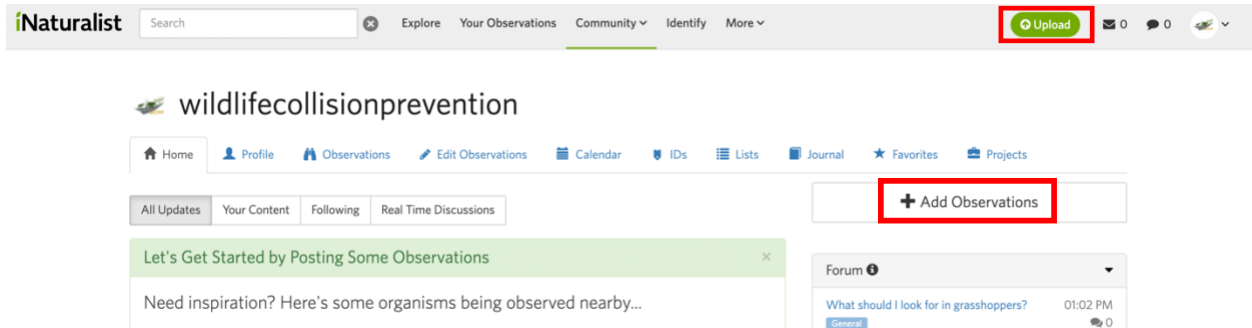 iNaturalist Search Explore Your Observations Community Identify More Upload 0 0
wildlifecollisionprevention
Home Profile Observations Edit Observations Calendar IDs Lists Journal Favorites Projects
+ Add Observations
All Updates Your Content Following Real Time Discussions
Let's Get Started by Posting Some Observations ×
Forum
Need inspiration? Here's some organisms being observed nearby...
What should I look for in grasshoppers? 01:02 PM
General 0